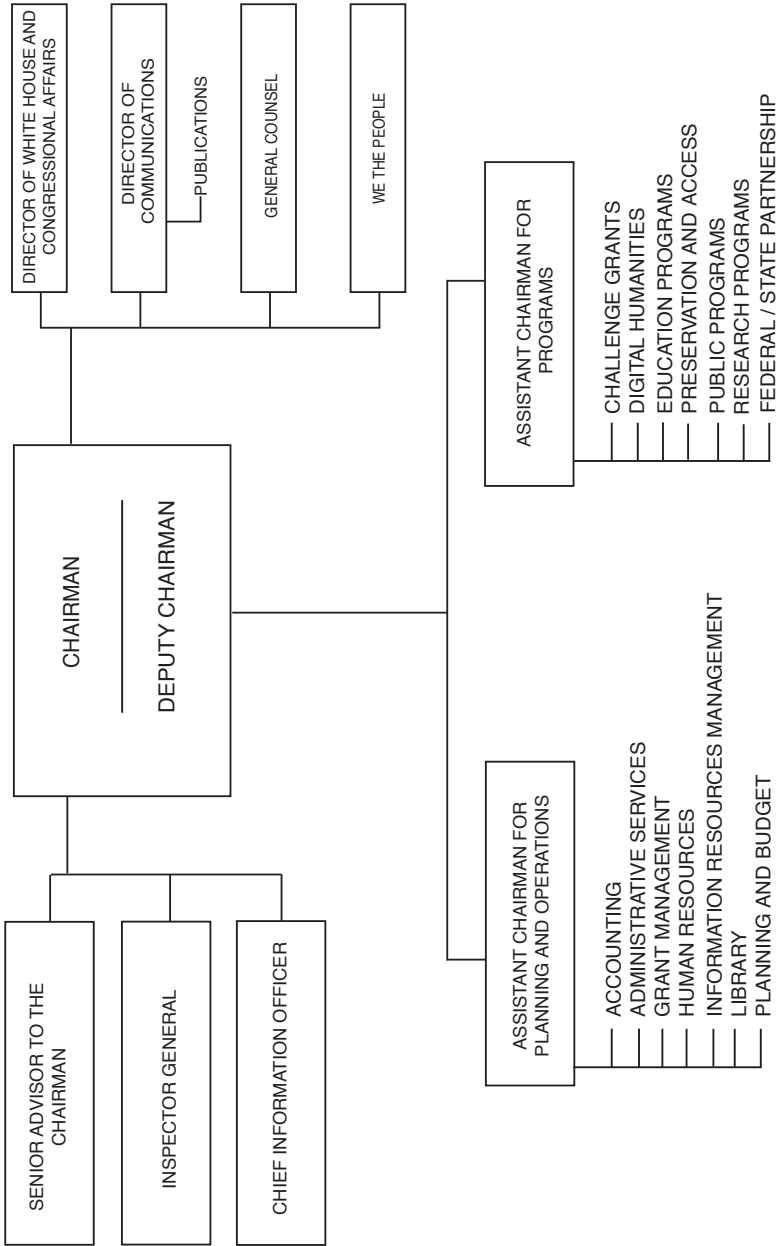 SENIOR ADVISOR TO THE
CHAIRMAN
INSPECTOR GENERAL
CHIEF INFORMATION OFFICER
CHAIRMAN
DEPUTY CHAIRMAN
DIRECTOR OF WHITE HOUSE AND
CONGRESSIONAL AFFAIRS
DIRECTOR OF
COMMUNICATIONS
PUBLICATIONS
GENERAL COUNSEL
WE THE PEOPLE
ASSISTANT CHAIRMAN FOR
PLANNING AND OPERATIONS
ACCOUNTING
ADMINISTRATIVE SERVICES
GRANT MANAGEMENT
HUMAN RESOURCES
INFORMATION RESOURCES MANAGEMENT
LIBRARY
PLANNING AND BUDGET
ASSISTANT CHAIRMAN FOR
PROGRAMS
CHALLENGE GRANTS
DIGITAL HUMANITIES
EDUCATION PROGRAMS
PRESERVATION AND ACCESS
PUBLIC PROGRAMS
RESEARCH PROGRAMS
FEDERAL / STATE PARTNERSHIP